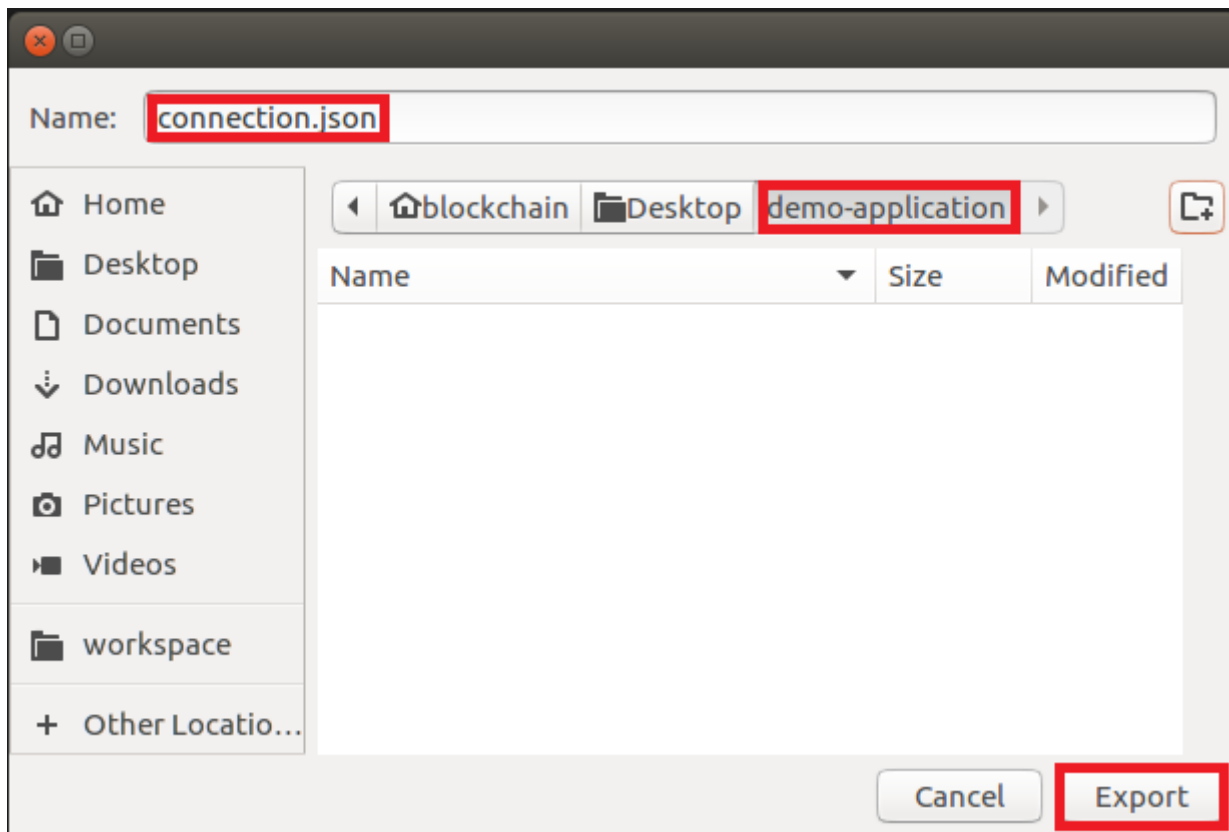 Name: connection.json
Home
Desktop
Documents
Downloads
Music
Pictures
Videos
workspace
+ Other Locatio...
blockchain Desktop demo-application
Name Size Modified
Cancel Export